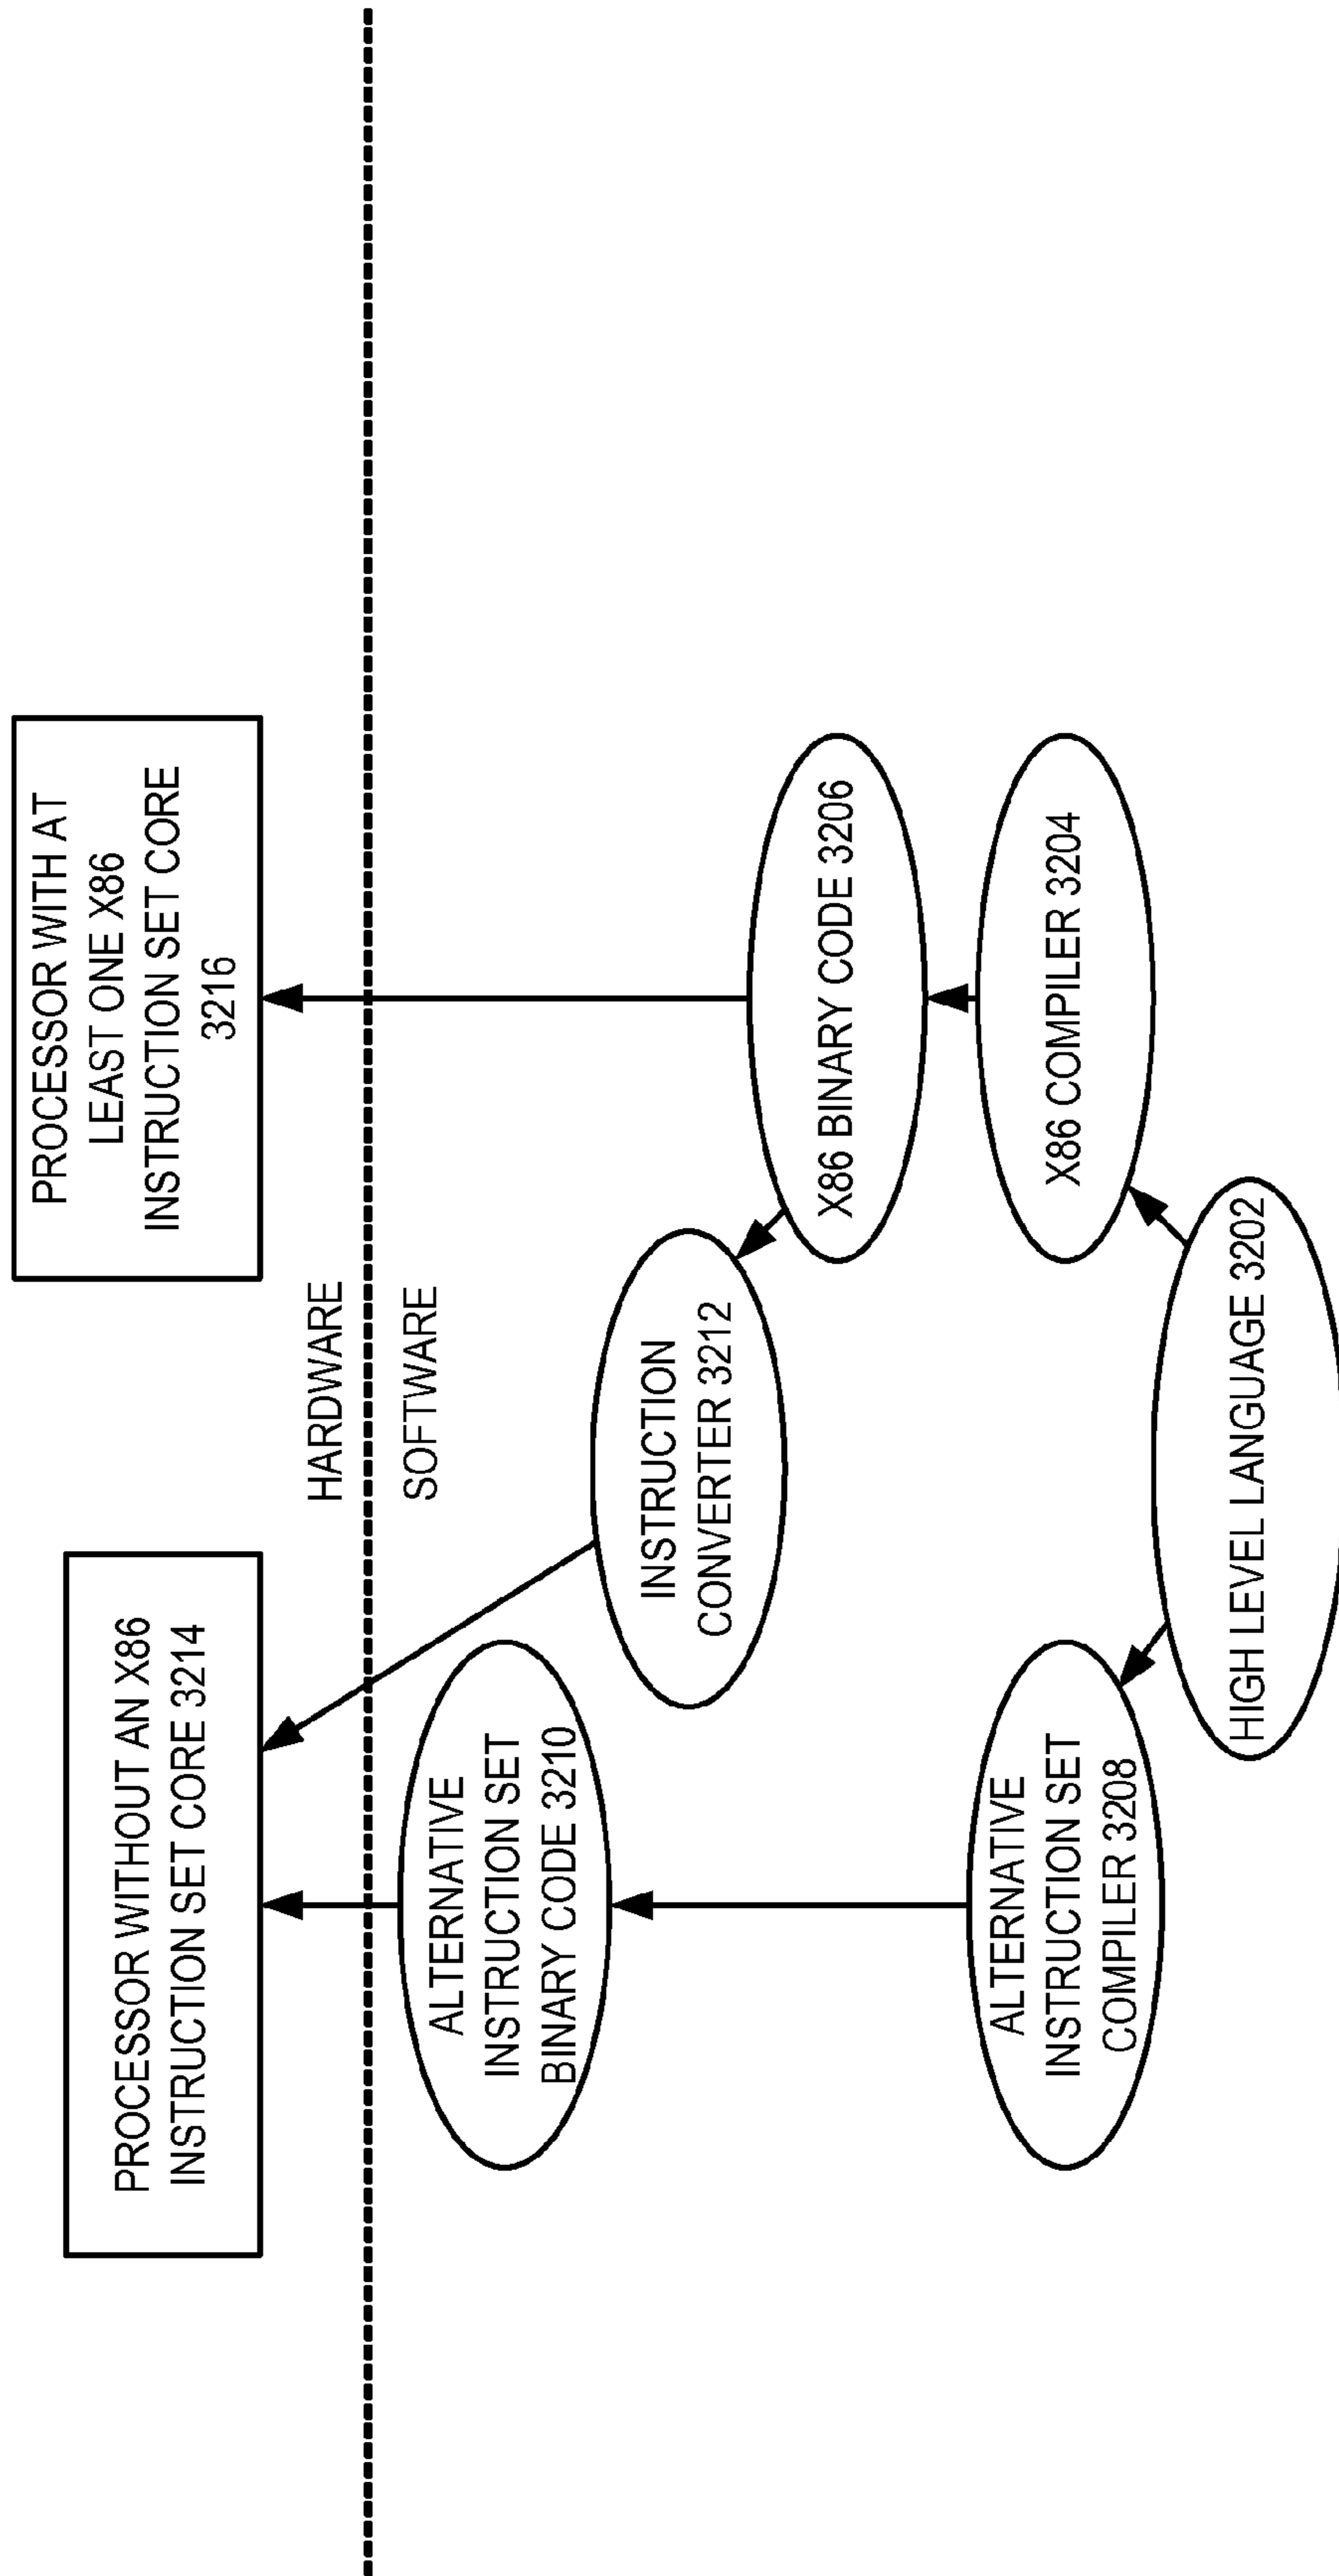 PROCESSOR WITHOUT AN X86
INSTRUCTION SET CORE 3214
PROCESSOR WITH AT
LEAST ONE X86
INSTRUCTION SET CORE
3216
HARDWARE
SOFTWARE
ALTERNATIVE
INSTRUCTION SET
BINARY CODE 3210
INSTRUCTION
CONVERTER 3212
X86 BINARY CODE 3206
ALTERNATIVE
INSTRUCTION SET
COMPILER 3208
X86 COMPILER 3204
HIGH LEVEL LANGUAGE 3202